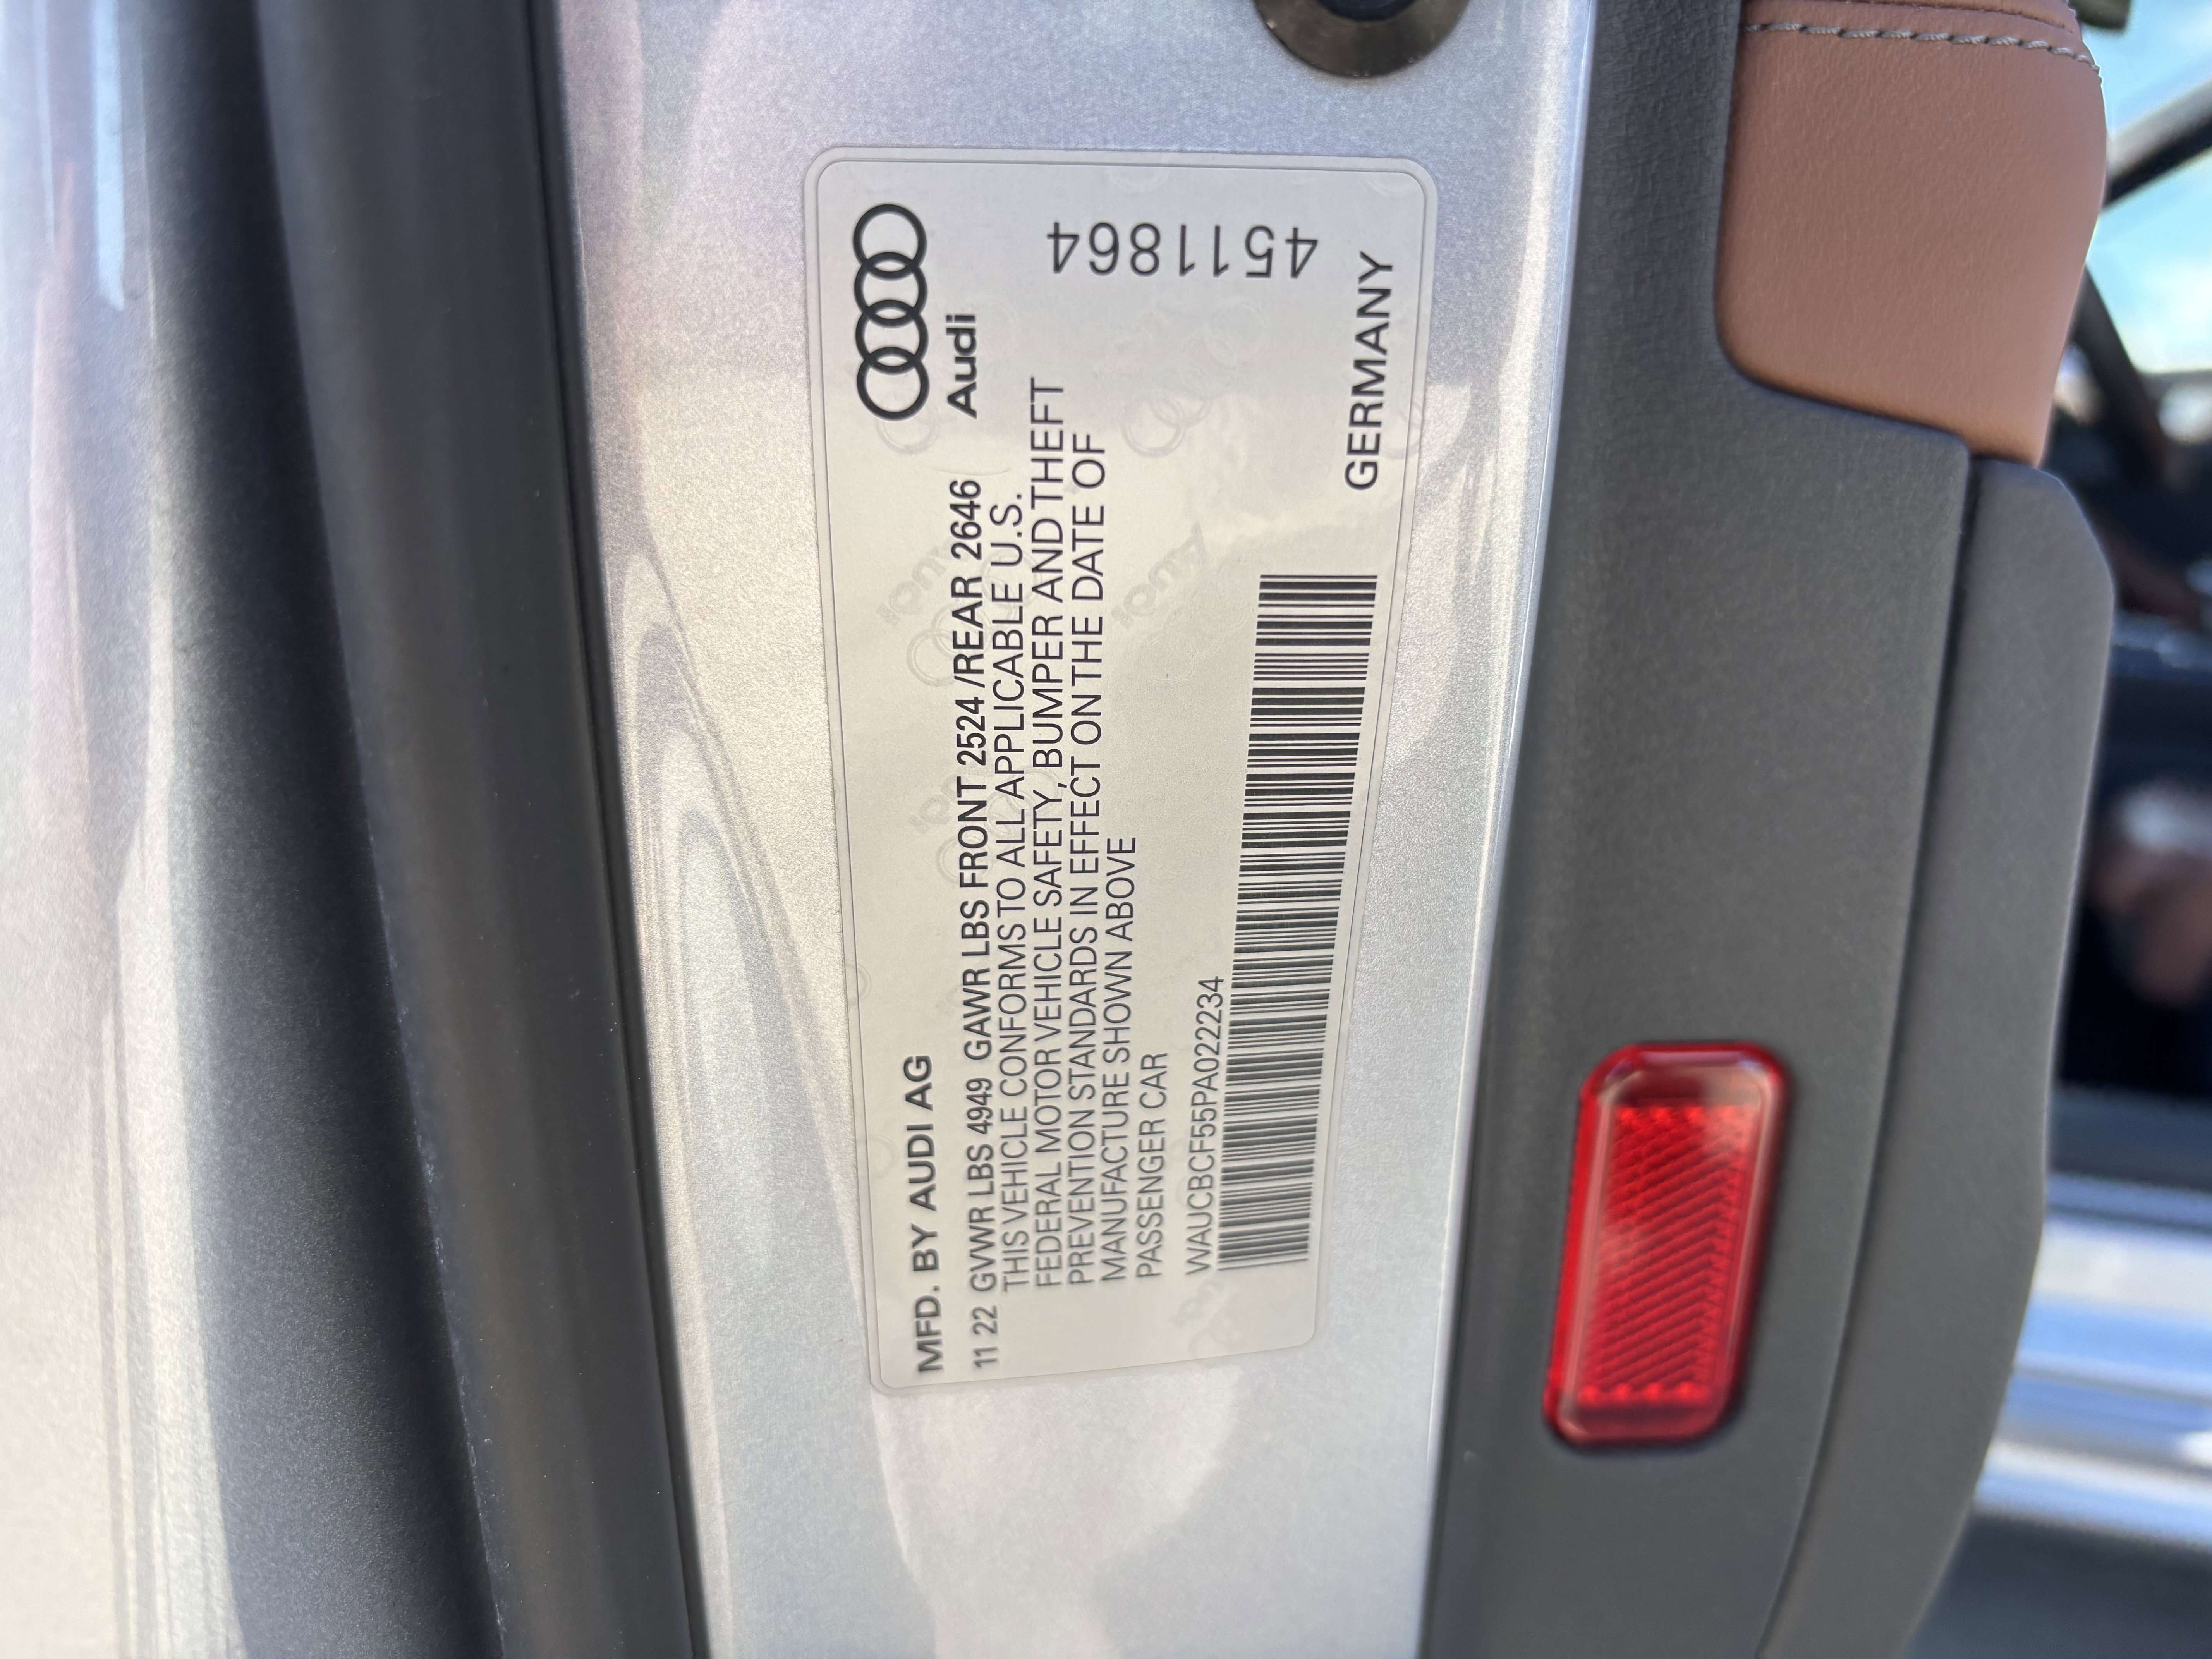 MFD. BY AUDI AG
Audi
11 22 GVWR LBS 4949 GAWR LBS FRONT 2524 /REAR 2646
THIS VEHICLE CONFORMS TO ALL APPLICABLE U.S.
FEDERAL MOTOR VEHICLE SAFETY, BUMPER AND THEFT
PREVENTION STANDARDS IN EFFECT ON THE DATE OF
MANUFACTURE SHOWN ABOVE
PASSENGER CAR
4511864
WAUCBCF55PA022234
GERMANY